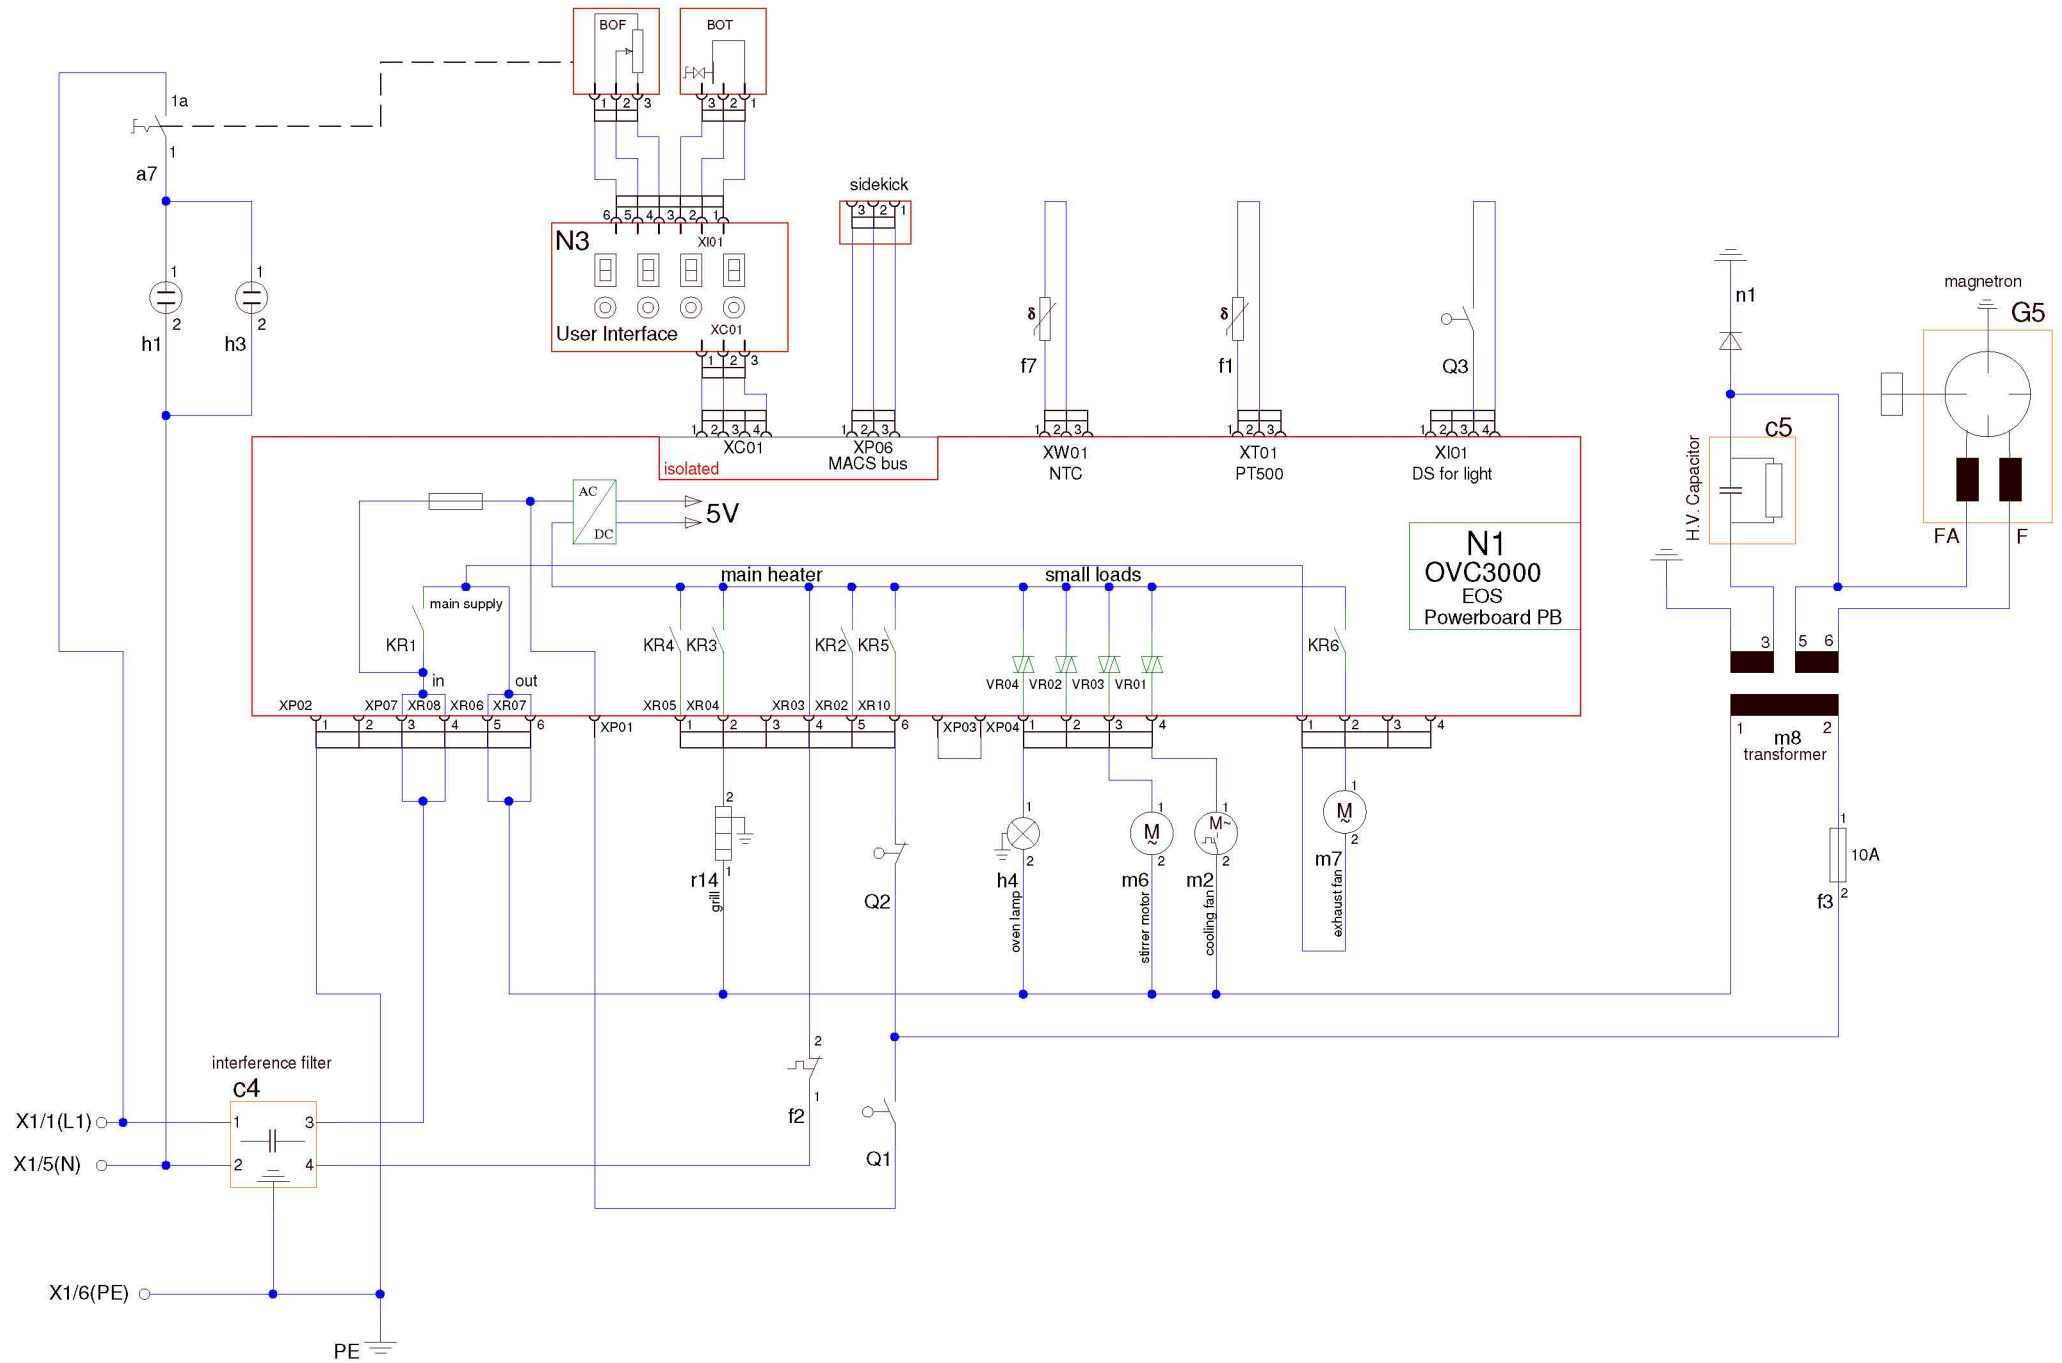 BOF
BOT
1 2 3
3 2 1
1a
1
a7
sidekick
3 2 1
6 5 4 3 2 1
N3
XI01
User Interface
XC01
1 2 3
1
2
h1
1
2
h3
δ
f7
δ
f1
Q3
n1
magnetron
G5
1 2 3 4
XC01
1 2 3
XP06
MACS bus
isolated
1 2 3
XW01
NTC
1 2 3
XT01
PT500
1 2 3 4
XI01
DS for light
c5
H.V. Capacitor
FA
F
AC
DC
5V
N1
OVC3000
EOS
Powerboard PB
main heater
small loads
main supply
KR1
KR4
KR3
KR2
KR5
KR6
in
out
VR04
VR02
VR03
VR01
3
5
6
1
2
m8
transformer
XP02
XP07
XR08
XR06
XR07
XR05
XR04
XR03
XR02
XR10
1 2 3 4 5 6
XP01
1 2 3 4 5 6
XP03
XP04
1 2 3 4
1 2 3 4
2
1
r14
grill
Q2
1
2
h4
oven lamp
M
~
1
2
m6
stirrer motor
M~
1
2
m2
cooling fan
M
~
1
2
m7
exhaust fan
1
10A
2
f3
2
1
f2
Q1
interference filter
c4
X1/1(L1)
1
3
X1/5(N)
2
4
X1/6(PE)
PE